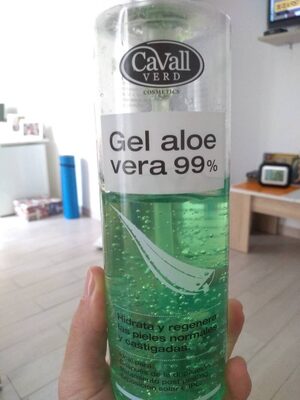 CaVall
VERD
COSMETICS
Gel aloe
vera 99%
Hidrata y regenera
las pieles normales
y castigadas.